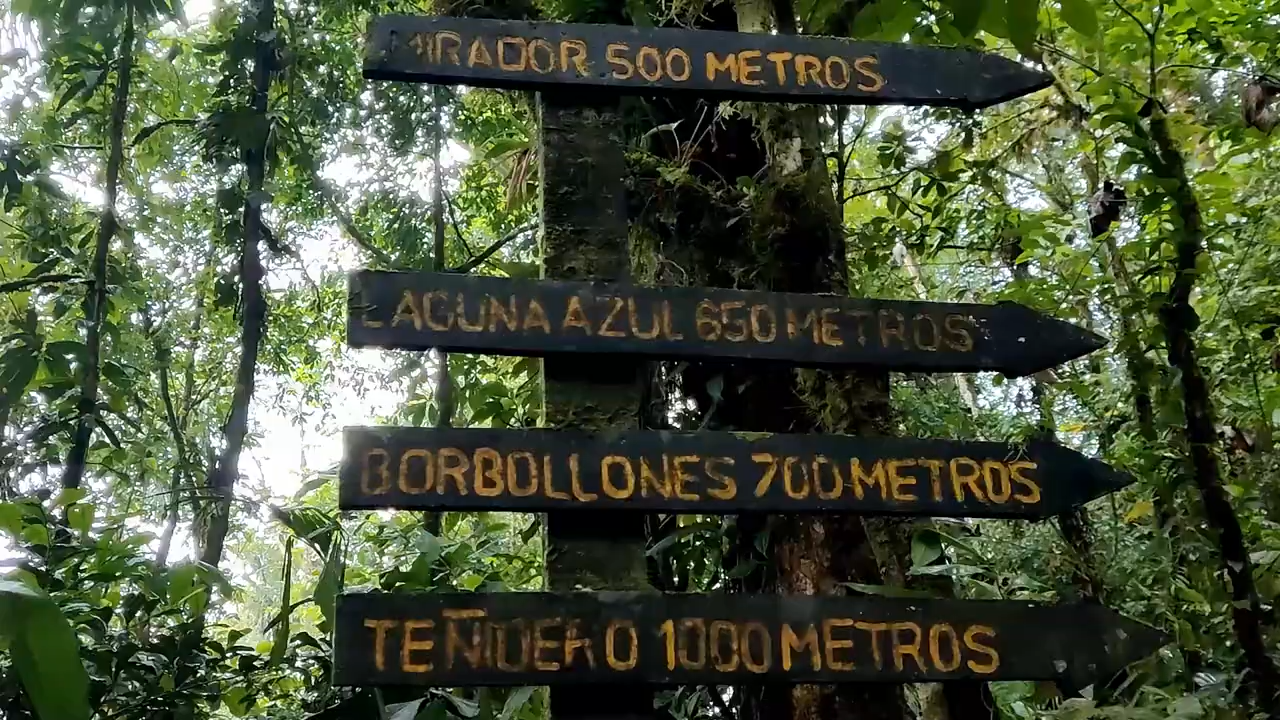 MIRADOR 500 METROS
LAGUNA AZUL 650 METROS
BORBOLLONES 700 METROS
TEÑIDERO 1000 METROS